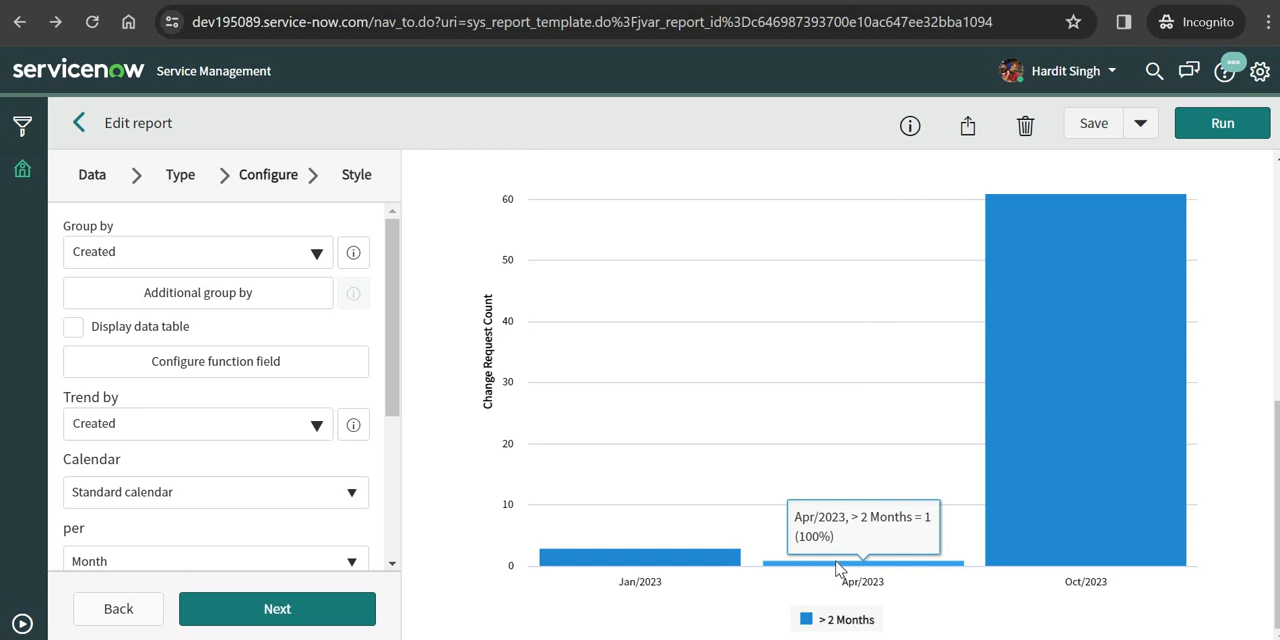 dev195089.service-now.com/nav_to.do?uri=sys_report_template.do%3Fjvar_report_id%3Dc646987393700e10ac647ee32bba1094
Incognito
servicenow Service Management
Hardit Singh
Edit report
Save
Run
Data
Type
Configure
Style
Group by
Created
Additional group by
Display data table
Configure function field
Trend by
Created
Calendar
Standard calendar
per
Month
Back
Next
Change Request Count
60
50
40
30
20
10
0
Apr/2023, > 2 Months = 1
(100%)
Jan/2023
Apr/2023
Oct/2023
> 2 Months